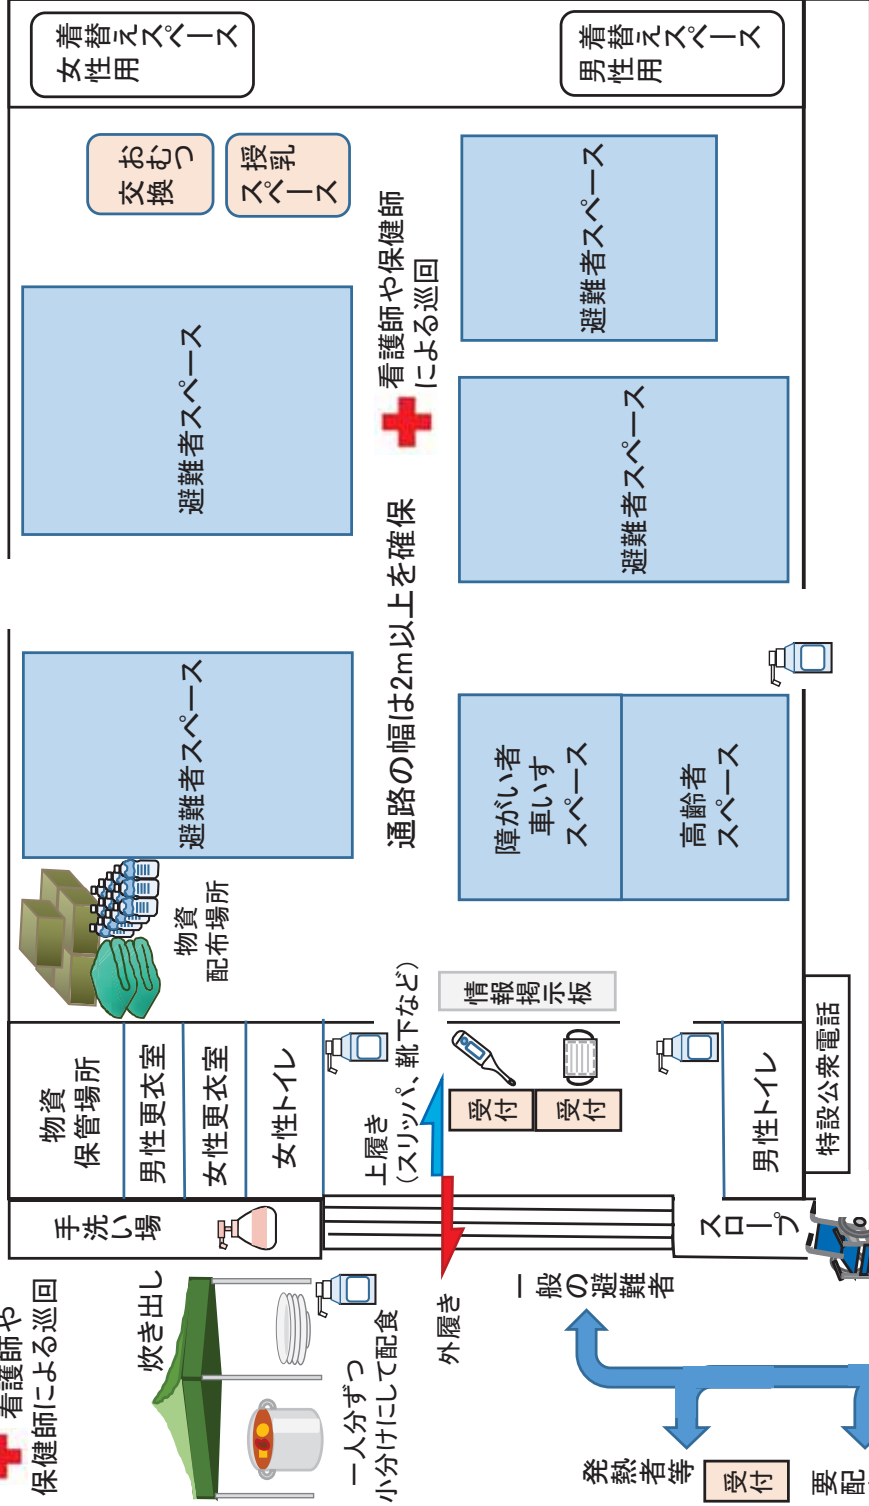 看護師や
保健師による巡回
炊き出し
一人分ずつ
小分けにして配食
発熱者等
受付
要配
一般の避難者
外履き
手洗い場
スロープ
物資
保管場所
男性更衣室
女性更衣室
女性トイレ
上履き
（スリッパ、靴下など）
受付
受付
男性トイレ
特設公衆電話
情報掲示板
物資
配布場所
避難者スペース
障がい者
車いす
スペース
高齢者
スペース
通路の幅は2m以上を確保
看護師や保健師
による巡回
避難者スペース
避難者スペース
避難者スペース
おむつ
交換
授乳
スペース
女性用
着替えスペース
男性用
着替えスペース